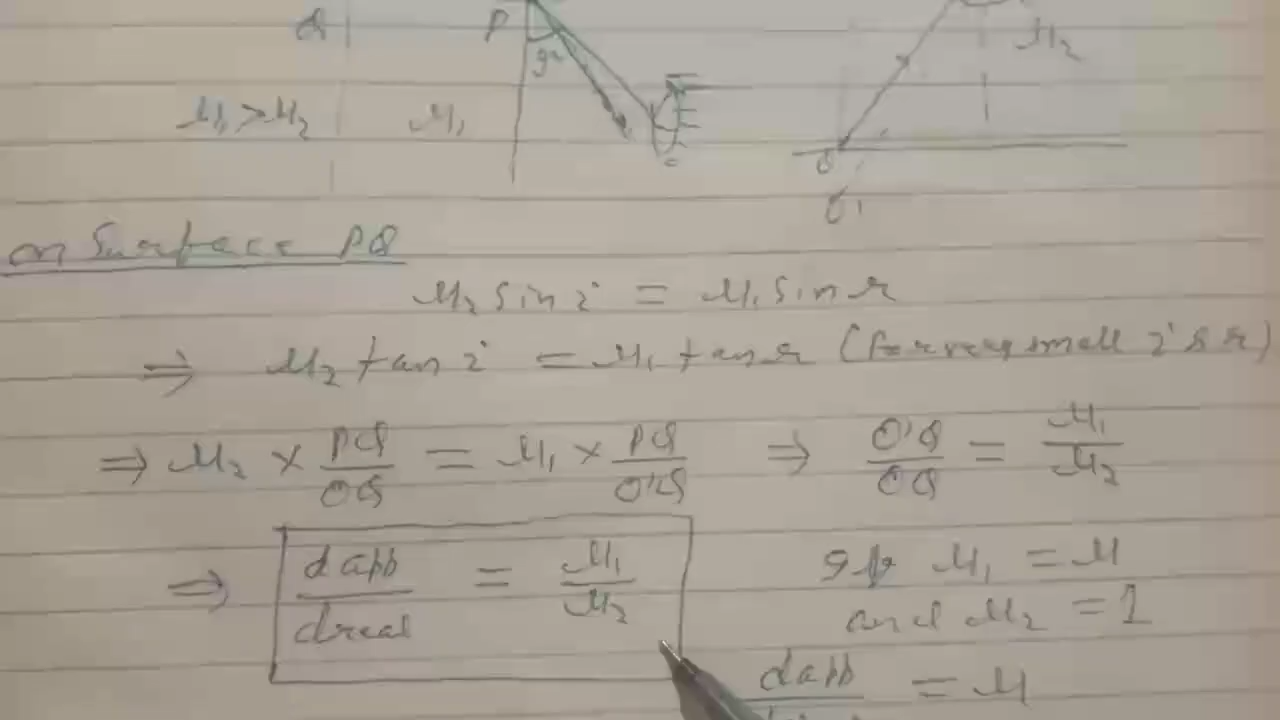 Q P r
μ₁ > μ₂ μ₁ μ₂
O
O'
on Surface PQ
μ₂ sin i = μ₁ sin r
⇒ μ₂ tan i = μ₁ tan r (for very small i & r)
⇒ μ₂ × PQ/OQ = μ₁ × PQ/O'Q ⇒ O'Q/OQ = μ₁/μ₂
⇒ dapp/dreal = μ₁/μ₂
If μ₁ = μ
and μ₂ = 1
dapp = μ